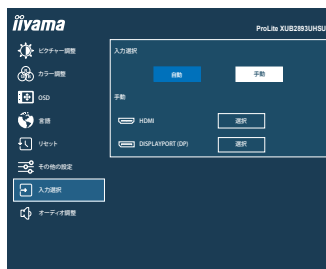 iiyama
ProLite XUB2893UHSU
ピクチャー調整
カラー調整
OSD
言語
リセット
その他の設定
入力選択
オーディオ調整
入力選択
自動 手動
手動
HDMI 選択
DISPLAYPORT (DP) 選択